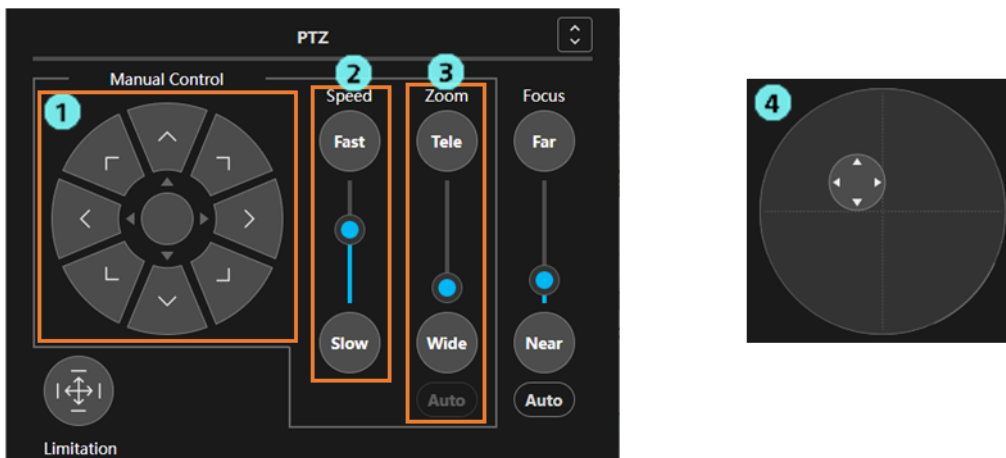 PTZ
Manual Control
1
2
Speed
Fast
Slow
3
Zoom
Tele
Wide
Auto
Focus
Far
Near
Auto
Limitation
4